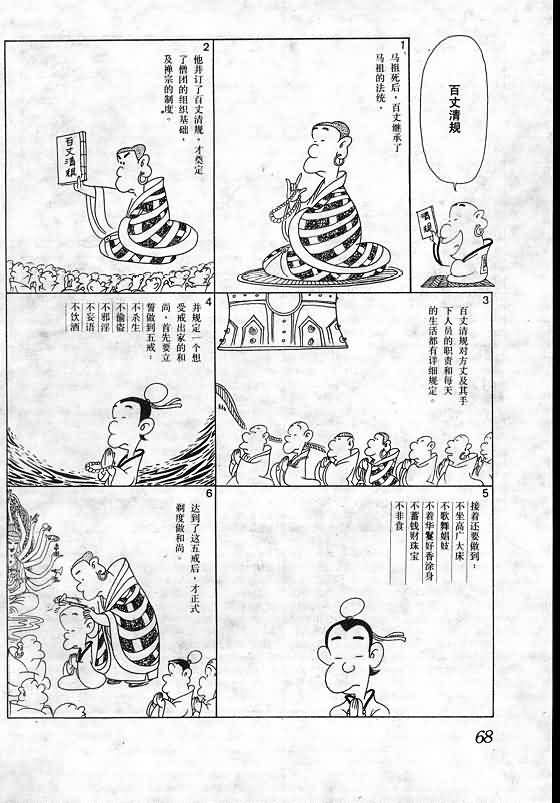 百丈清规
清规
1
马祖死后，百丈继承了
马祖的法统，
2
他并订了百丈清规，才奠定
了僧团的组织基础，
及禅宗的制度。
百丈清规
3
百丈清规对方丈及其手
下人员的职责和每天
的生活都有详细规定。
4
并规定一个想
受戒出家的和
尚，首先要立
誓做到五戒：
不杀生
不偷盗
不邪淫
不妄语
不饮酒
5
接着还要做到：
不坐高广大床
不歌舞娼妓
不着华鬘好香涂身
不蓄钱财珠宝
不非食
6
达到了这五戒后，才正式
剃度做和尚。
68